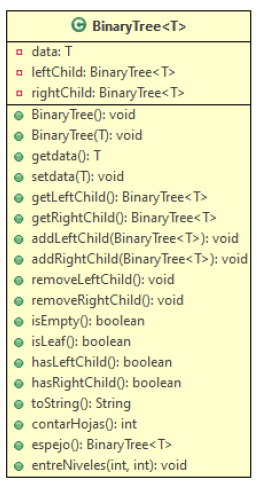 C BinaryTree<T>
data: T
leftChild: BinaryTree<T>
rightChild: BinaryTree<T>
BinaryTree(): void
BinaryTree(T): void
getdata(): T
setdata(T): void
getLeftChild(): BinaryTree<T>
getRightChild(): BinaryTree<T>
addLeftChild(BinaryTree<T>): void
addRightChild(BinaryTree<T>): void
removeLeftChild(): void
removeRightChild(): void
isEmpty(): boolean
isLeaf(): boolean
hasLeftChild(): boolean
hasRightChild(): boolean
toString(): String
contarHojas(): int
espejo(): BinaryTree<T>
entreNiveles(int, int): void